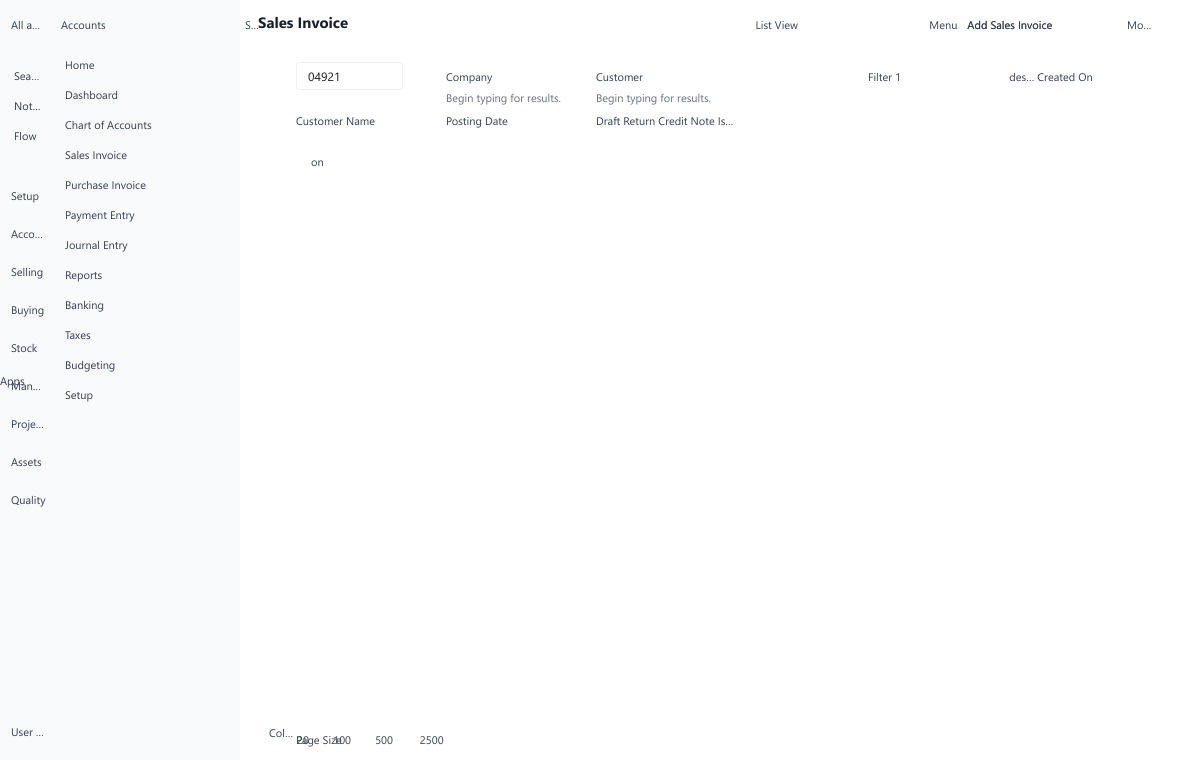 All a...
Accounts
S...
Sales Invoice
List View
Menu
Add Sales Invoice
Mo...
Sea...
Not...
Flow
Setup
Acco...
Selling
Buying
Stock
Apps
Man...
Proje...
Assets
Quality
User ...
Home
Dashboard
Chart of Accounts
Sales Invoice
Purchase Invoice
Payment Entry
Journal Entry
Reports
Banking
Taxes
Budgeting
Setup
04921
Company
Customer
Filter 1
des... Created On
Begin typing for results.
Begin typing for results.
Customer Name
Posting Date
Draft Return Credit Note Is...
on
Col...
Page Size
20
100
500
2500